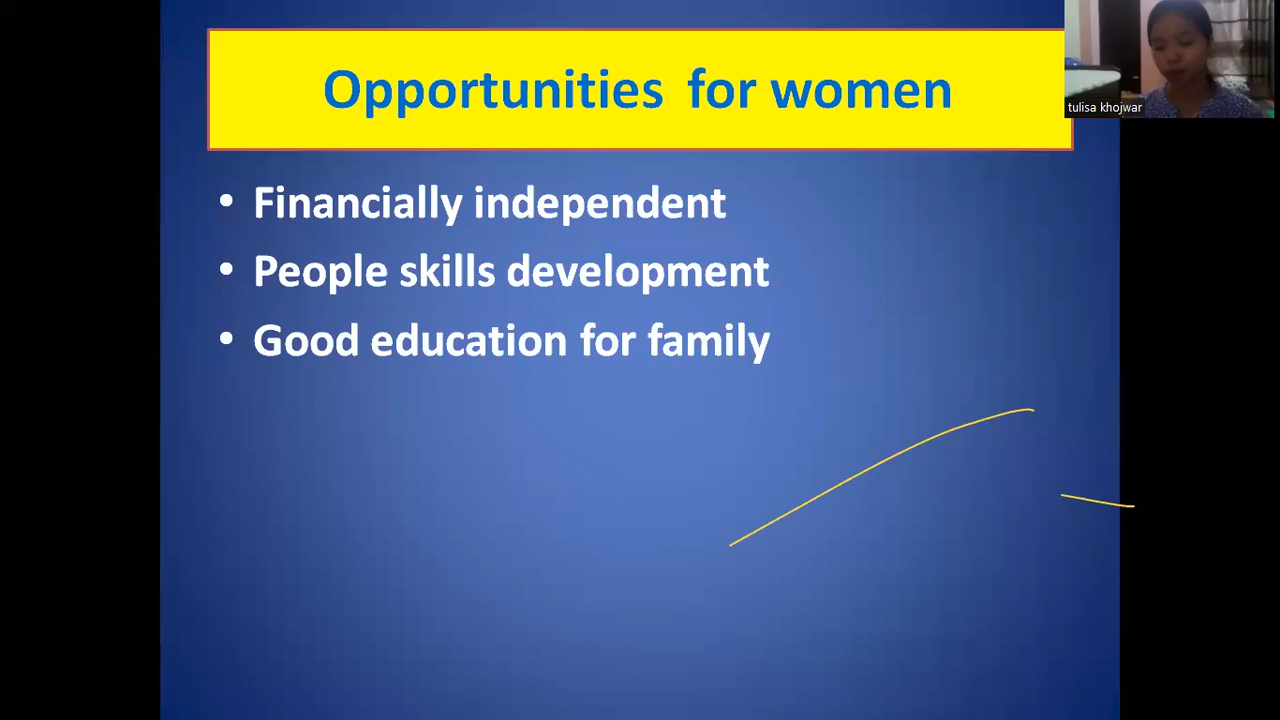 Opportunities for women
tulisa khojwar
• Financially independent
• People skills development
• Good education for family